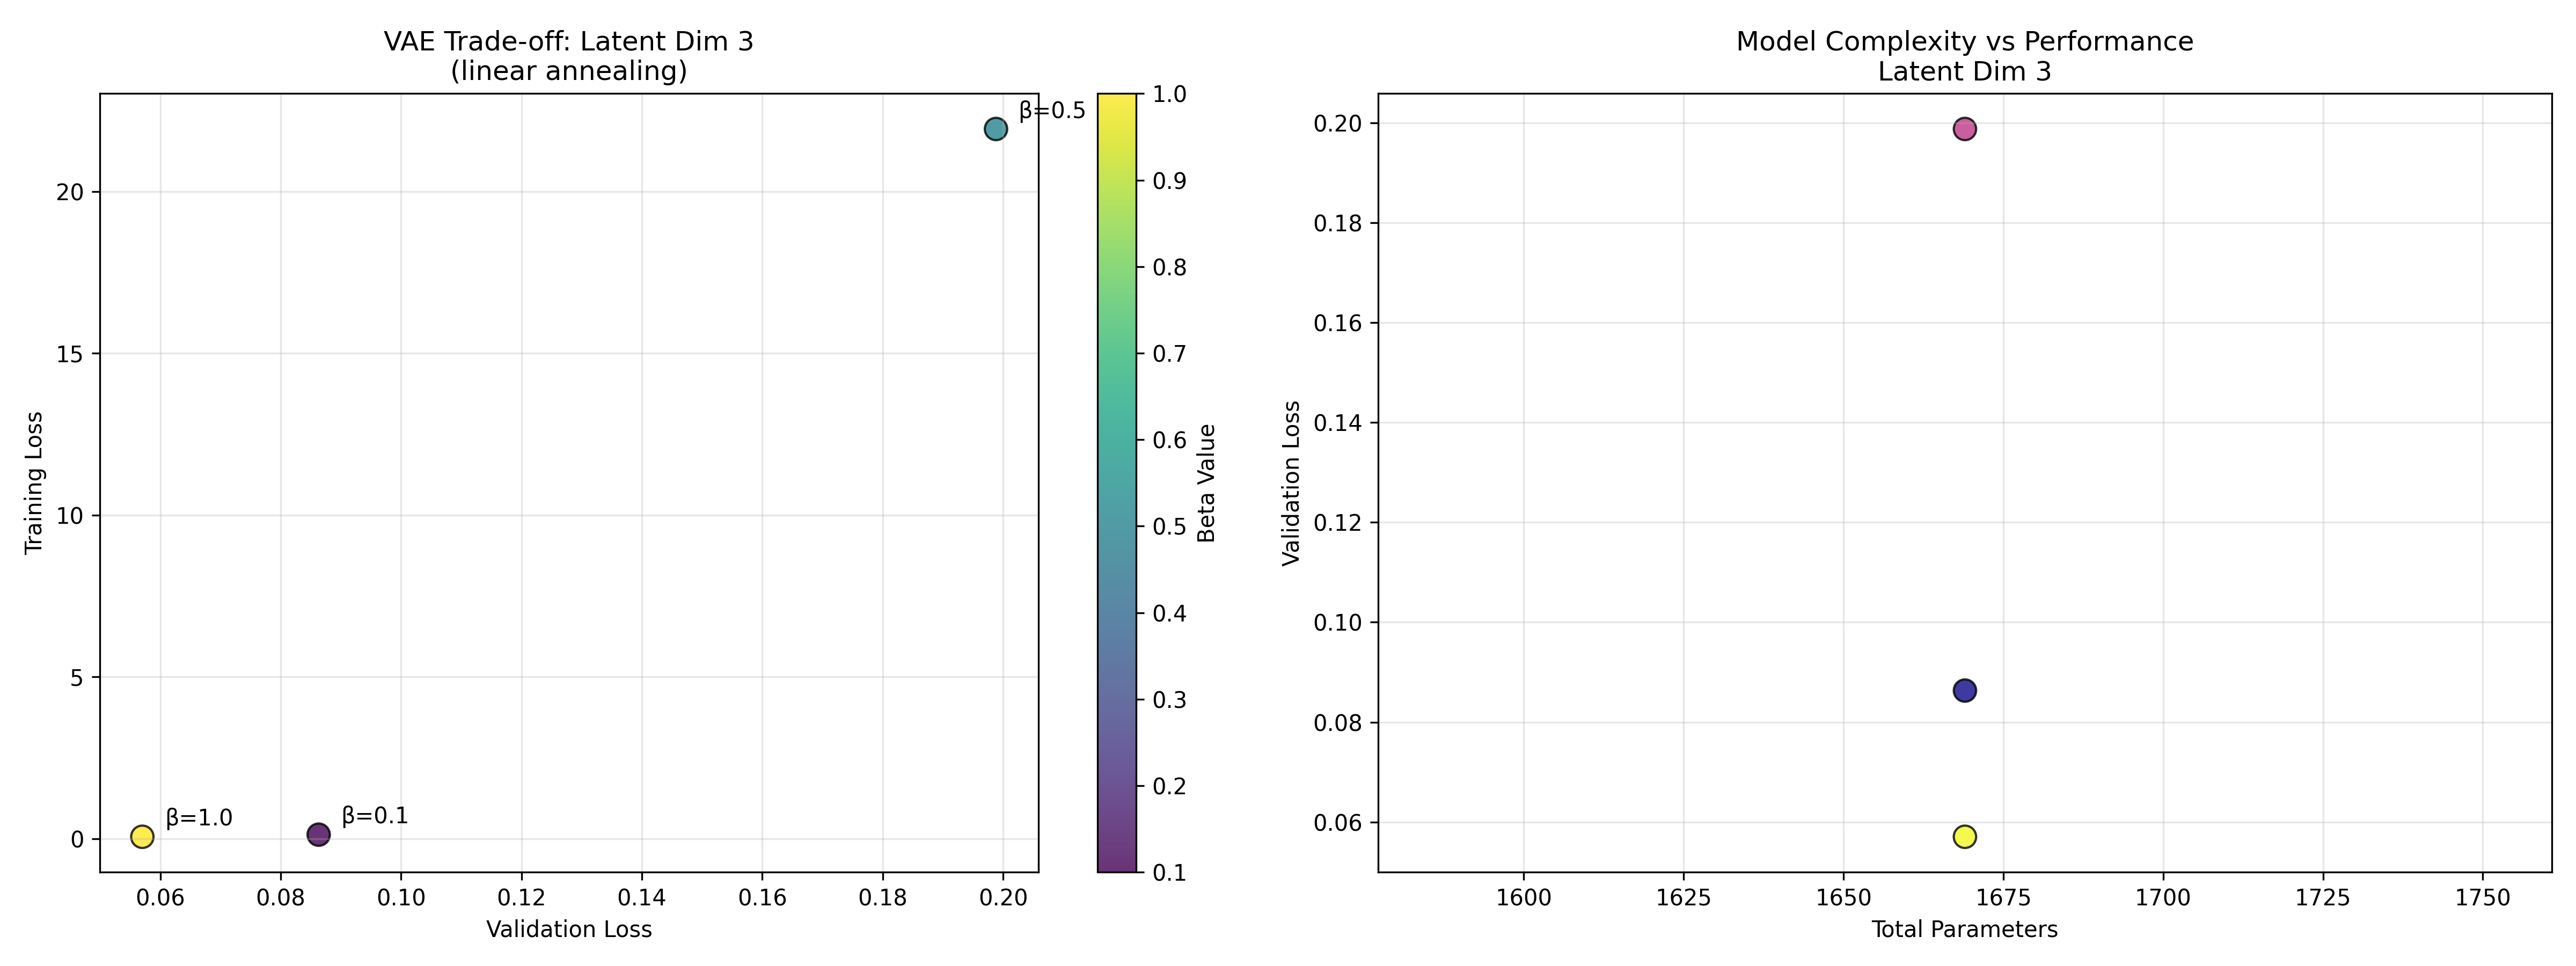 VAE Trade-off: Latent Dim 3
(linear annealing)
Training Loss
20
15
10
5
0
β=0.5
β=1.0
β=0.1
0.06 0.08 0.10 0.12 0.14 0.16 0.18 0.20
Validation Loss
1.0
0.9
0.8
0.7
0.6
0.5
0.4
0.3
0.2
0.1
Beta Value
Model Complexity vs Performance
Latent Dim 3
Validation Loss
0.20
0.18
0.16
0.14
0.12
0.10
0.08
0.06
1600 1625 1650 1675 1700 1725 1750
Total Parameters